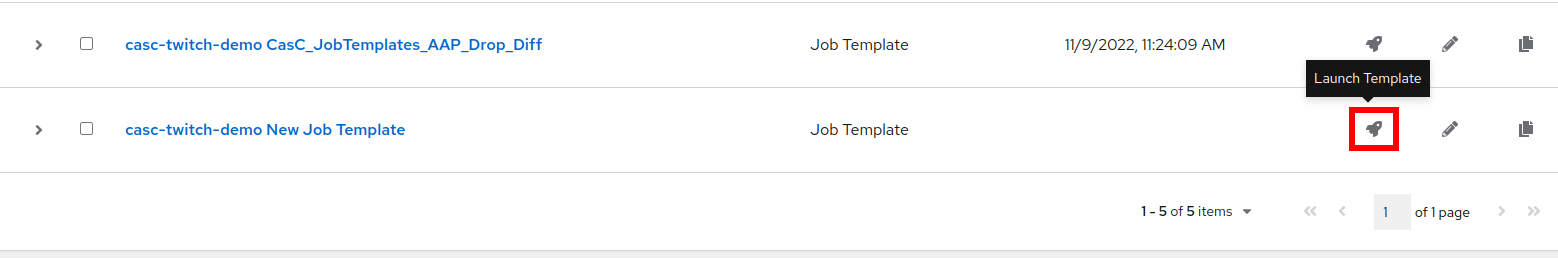 casc-twitch-demo CasC_JobTemplates_AAP_Drop_Diff Job Template 11/9/2022, 11:24:09 AM
Launch Template
casc-twitch-demo New Job Template Job Template
1 - 5 of 5 items 1 of 1 page